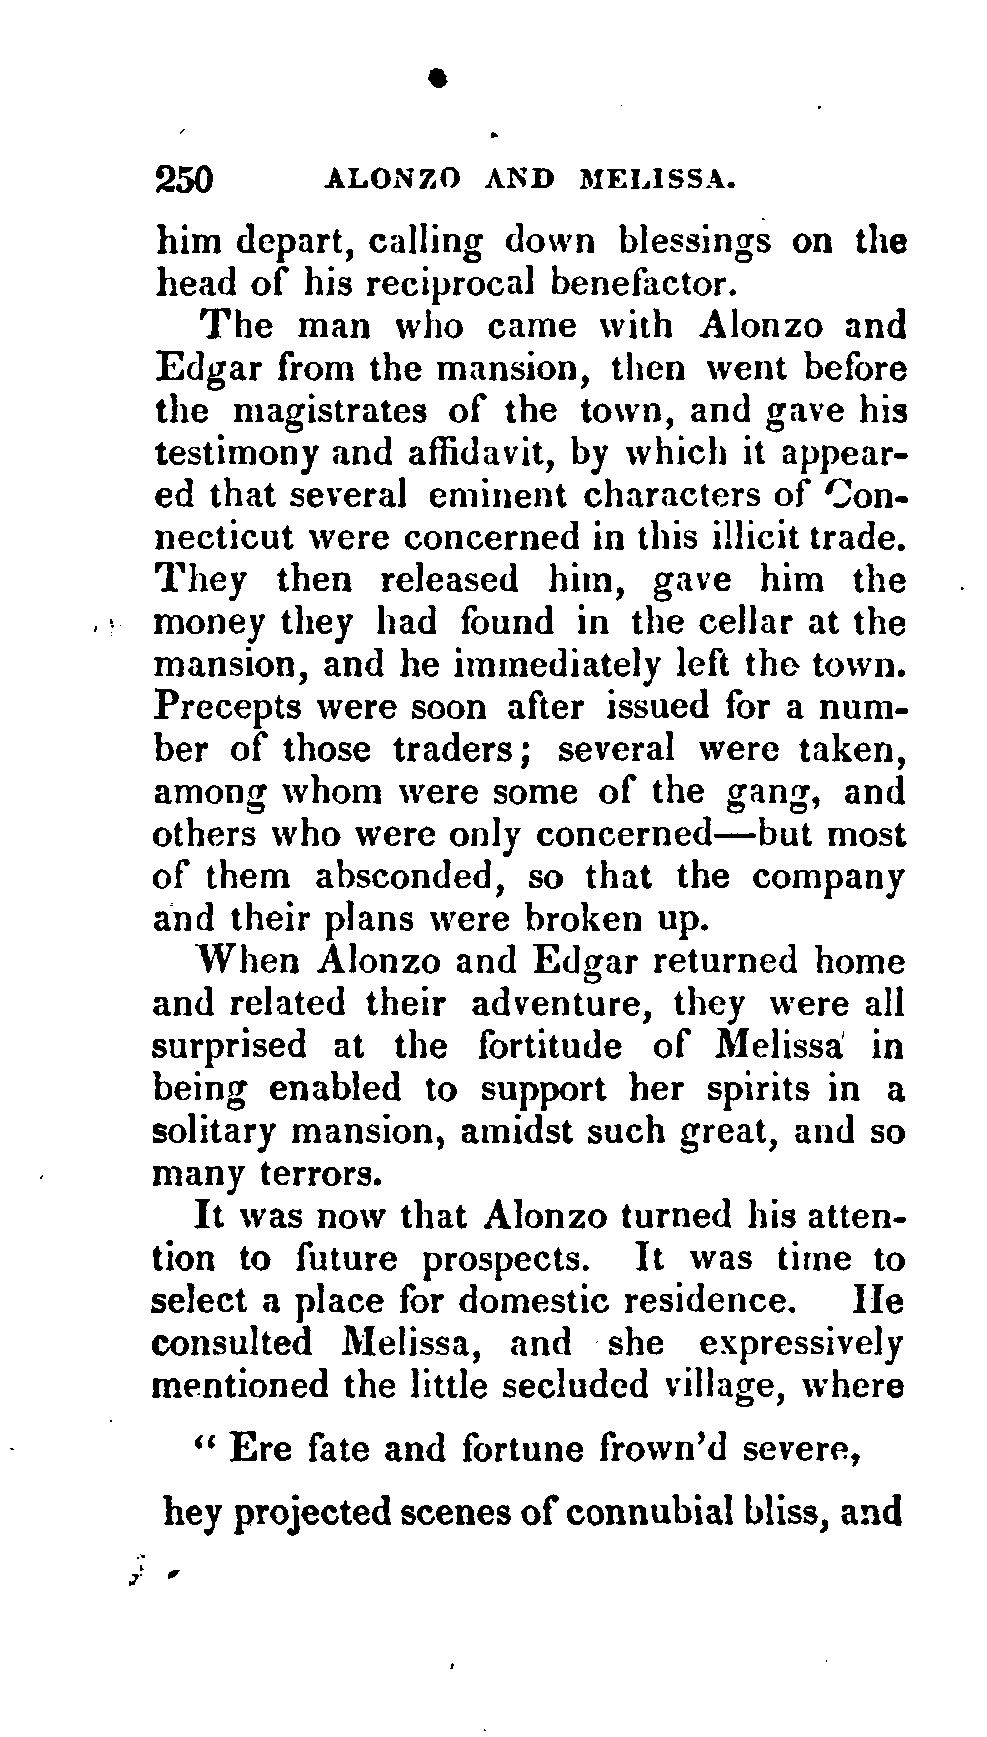 250 ALONZO AND MELISSA.
him depart, calling down blessings on the
head of his reciprocal benefactor.
The man who came with Alonzo and
Edgar from the mansion, then went before
the magistrates of the town, and gave his
testimony and affidavit, by which it appear-
ed that several eminent characters of Con-
necticut were concerned in this illicit trade.
They then released him, gave him the
money they had found in the cellar at the
mansion, and he immediately left the town.
Precepts were soon after issued for a num-
ber of those traders; several were taken,
among whom were some of the gang, and
others who were only concerned—but most
of them absconded, so that the company
and their plans were broken up.
When Alonzo and Edgar returned home
and related their adventure, they were all
surprised at the fortitude of Melissa in
being enabled to support her spirits in a
solitary mansion, amidst such great, and so
many terrors.
It was now that Alonzo turned his atten-
tion to future prospects. It was time to
select a place for domestic residence. He
consulted Melissa, and she expressively
mentioned the little secluded village, where
“ Ere fate and fortune frown'd severe,
hey projected scenes of connubial bliss, and